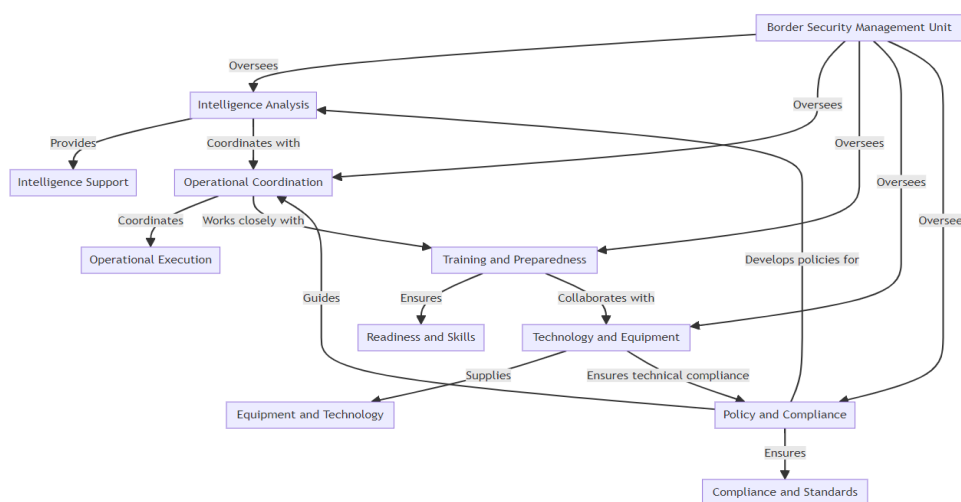 Border Security Management Unit
Oversees
Intelligence Analysis
Oversees
Provides
Coordinates with
Oversees
Intelligence Support
Operational Coordination
Oversees
Coordinates
Works closely with
Operational Execution
Training and Preparedness
Develops policies for
Oversee
Guides
Ensures
Collaborates with
Readiness and Skills
Technology and Equipment
Supplies
Ensures technical compliance
Equipment and Technology
Policy and Compliance
Ensures
Compliance and Standards